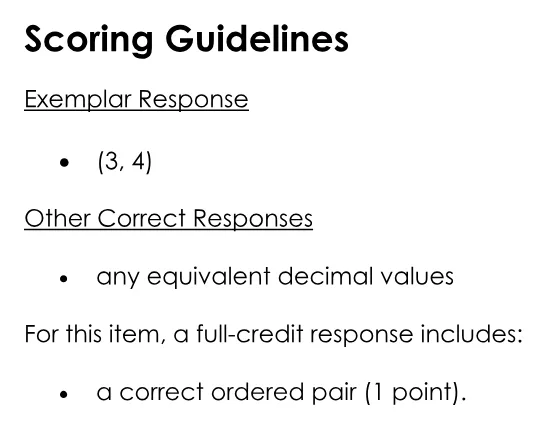 Scoring Guidelines
Exemplar Response
• (3, 4)
Other Correct Responses
• any equivalent decimal values
For this item, a full-credit response includes:
• a correct ordered pair (1 point).